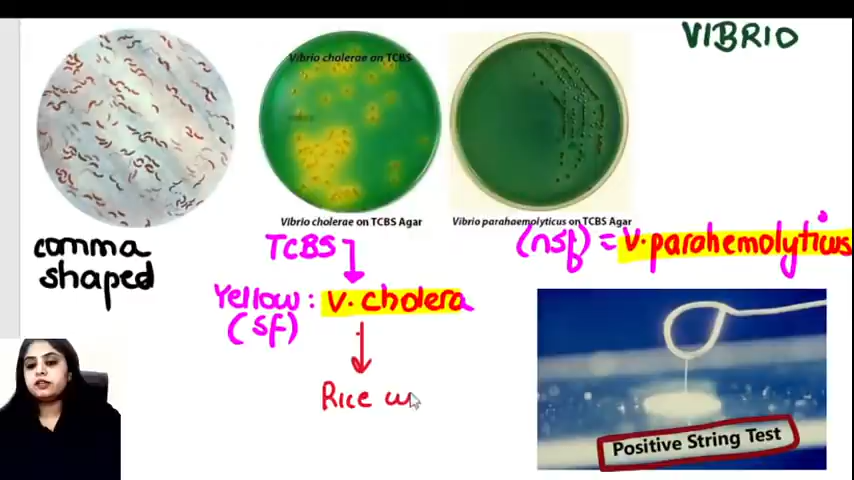 VIBRIO
Vibrio cholerae on TCBS
Vibrio cholerae on TCBS Agar
Vibrio parahaemolyticus on TCBS Agar
comma
shaped
TCBS
(nsf) = V. parahemolyticus
Yellow : V. cholera
(sf)
Rice w
Positive String Test